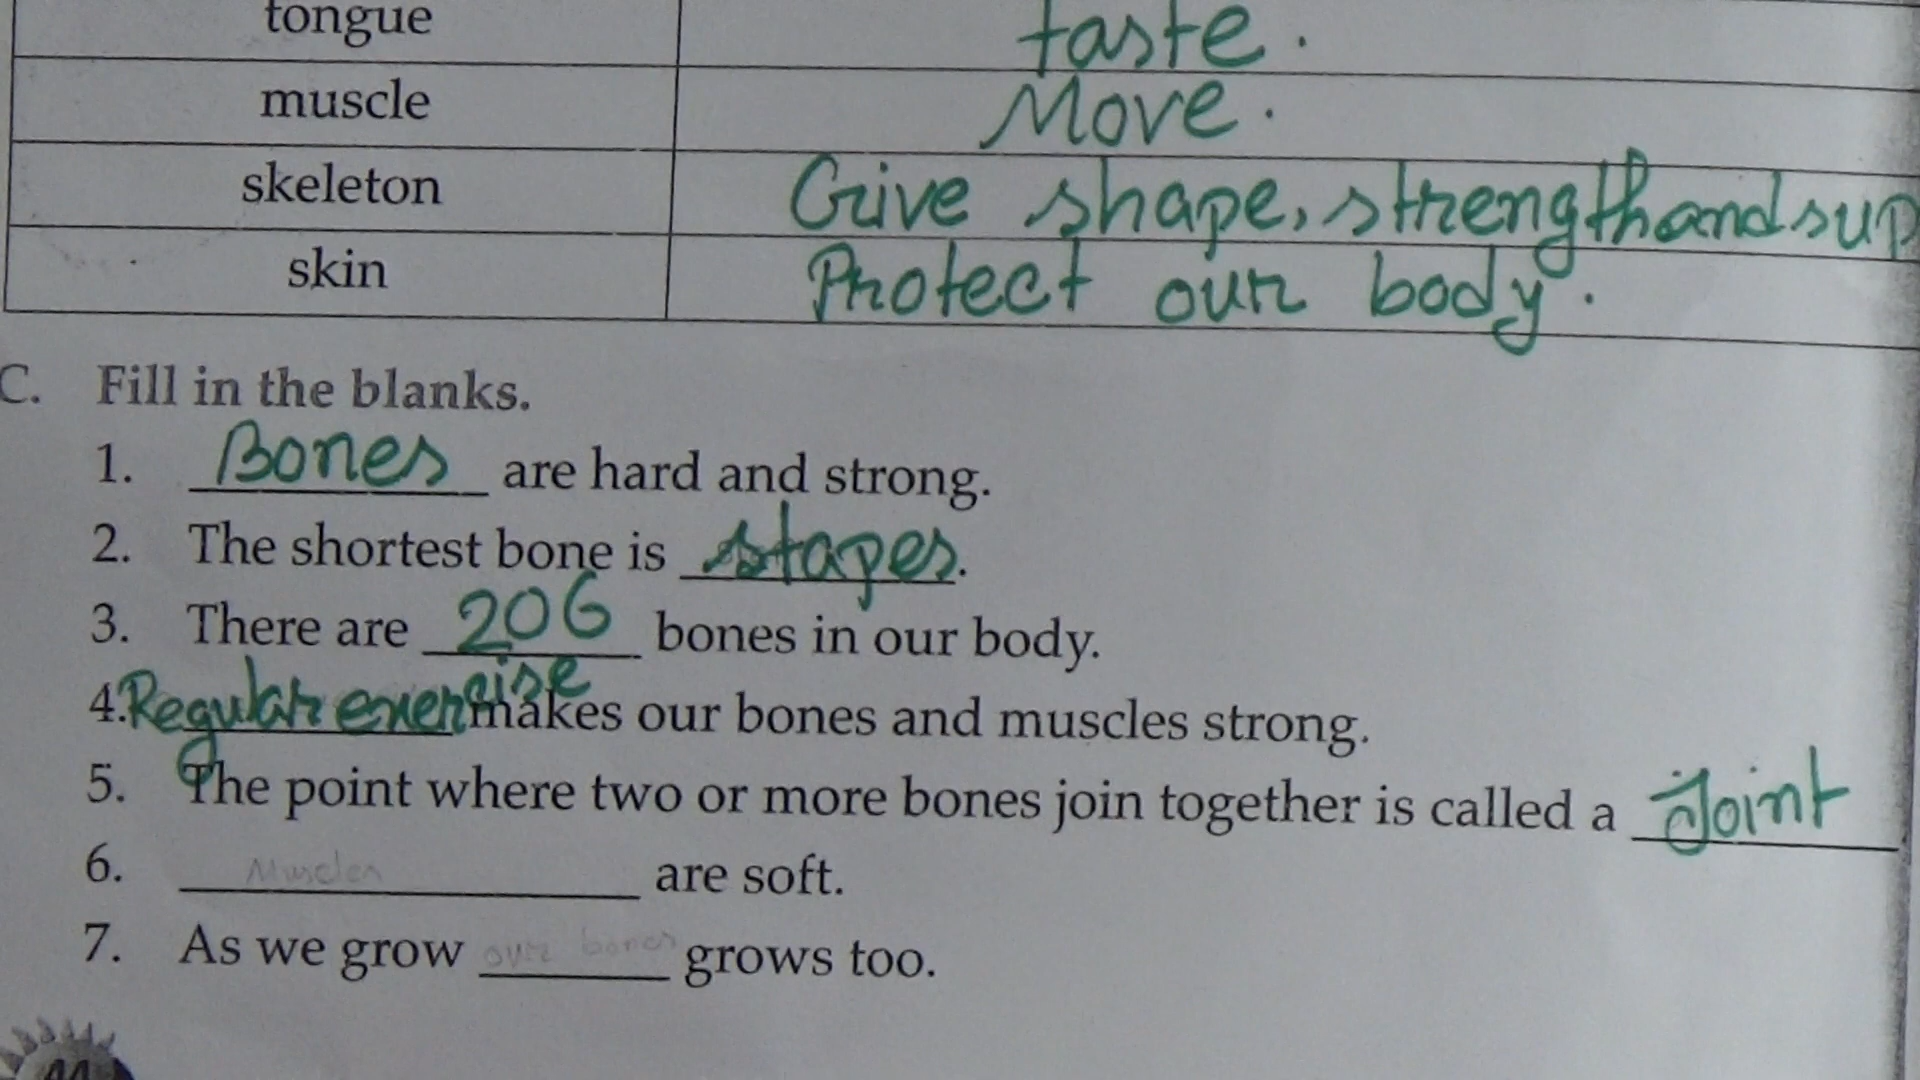 tongue taste.
muscle Move.
skeleton Give shape, strength and sup
skin Protect our body.
C. Fill in the blanks.
1. Bones are hard and strong.
2. The shortest bone is stapes.
3. There are 206 bones in our body.
4. Regular exercise makes our bones and muscles strong.
5. The point where two or more bones join together is called a Joint
6. Muscles are soft.
7. As we grow our bones grows too.